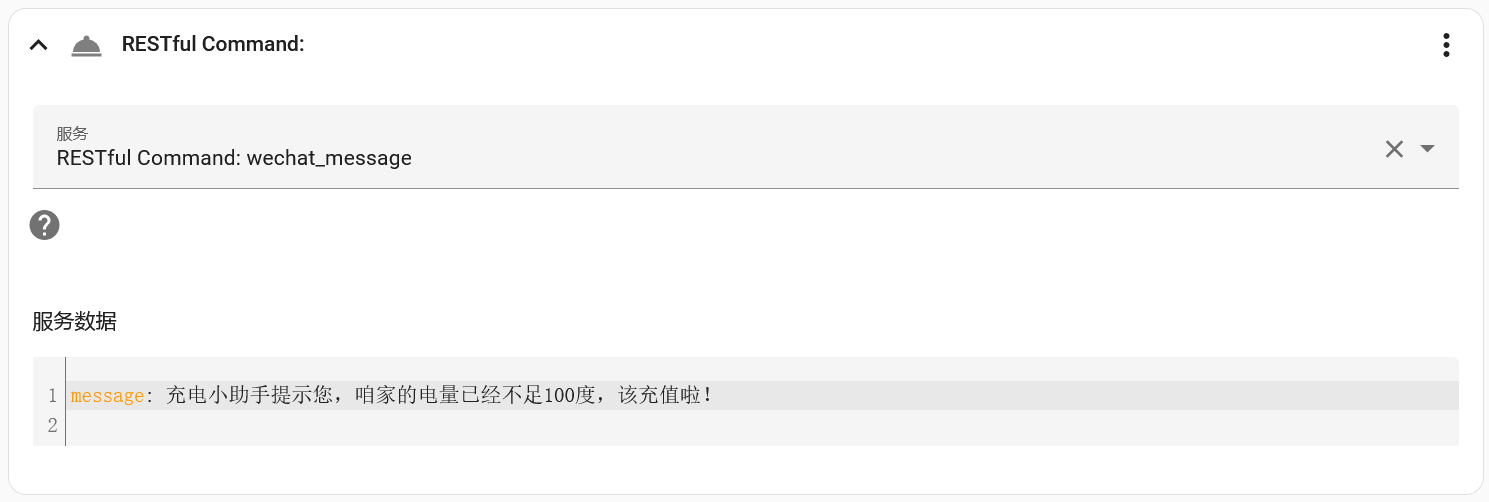 RESTful Command:
服务
RESTful Command: wechat_message
服务数据
1 message: 充电小助手提示您，咱家的电量已经不足100度，该充值啦！
2